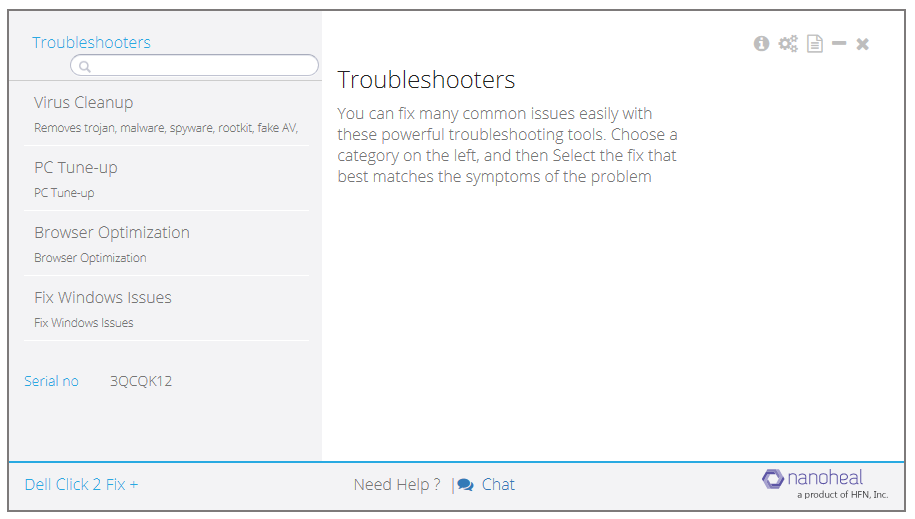 Troubleshooters
Virus Cleanup
Removes trojan, malware, spyware, rootkit, fake AV,
PC Tune-up
PC Tune-up
Browser Optimization
Browser Optimization
Fix Windows Issues
Fix Windows Issues
Serial no 3QCQK12
Troubleshooters
You can fix many common issues easily with
these powerful troubleshooting tools. Choose a
category on the left, and then Select the fix that
best matches the symptoms of the problem
Dell Click 2 Fix +
Need Help ? | Chat
nanoheal
a product of HFN, Inc.